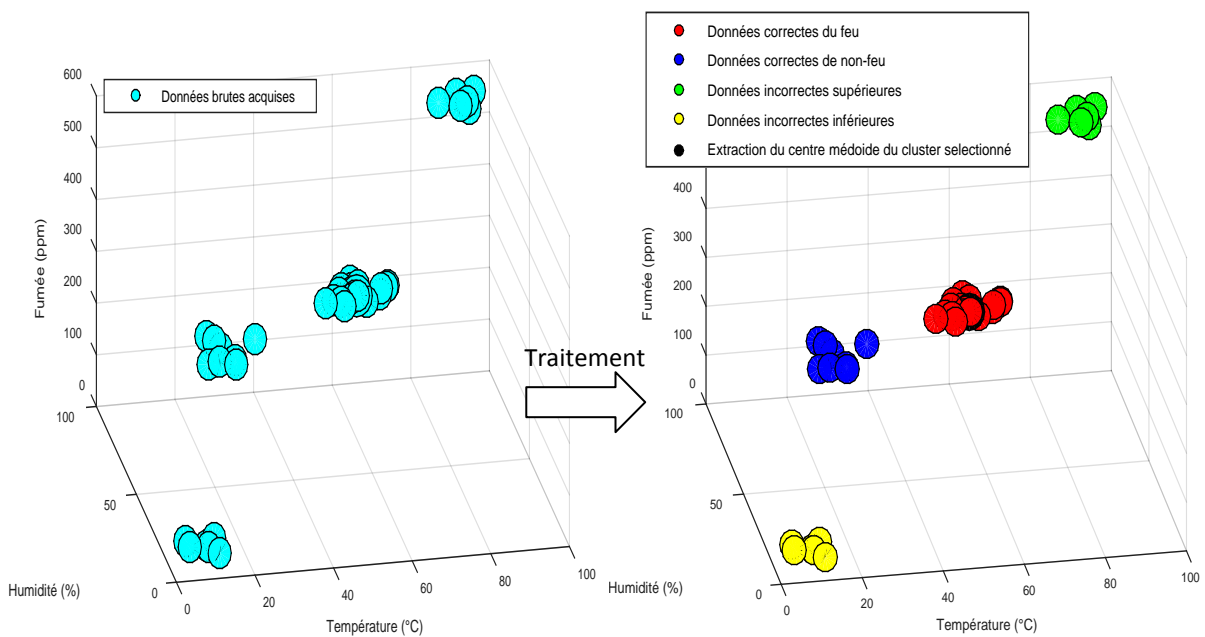 600
500
400
300
200
100
0
Fumée (ppm)
Données brutes acquises
100
50
0
Humidité (%)
0
20
40
60
80
100
Température (°C)
Traitement
Données correctes du feu
Données correctes de non-feu
Données incorrectes supérieures
Données incorrectes inférieures
Extraction du centre médoide du cluster selectionné
400
300
200
100
0
Fumée (ppm)
100
50
0
Humidité (%)
0
20
40
60
80
100
Température (°C)